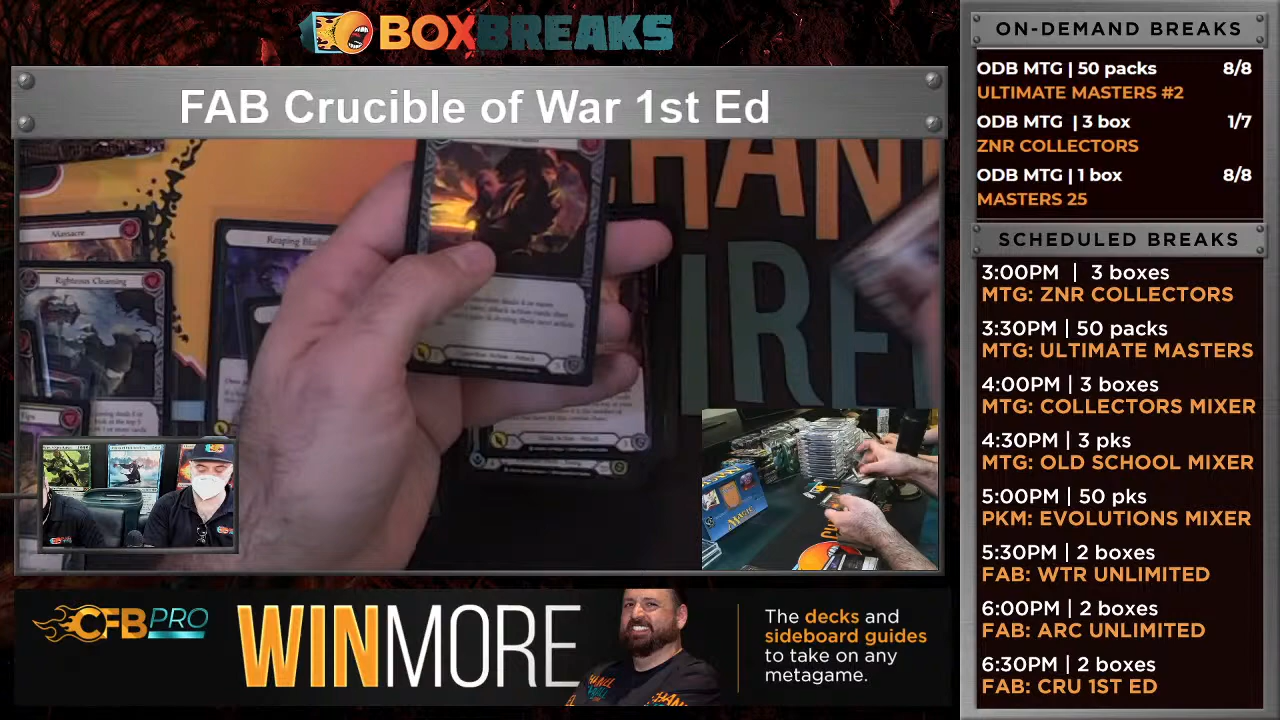 BOXBREAKS
FAB Crucible of War 1st Ed
Massacre
Righteous Cleansing
Reaping Blade
CHAN
FIRE
CFBPRO
WINMORE
The decks and
sideboard guides
to take on any
metagame.
ON-DEMAND BREAKS
ODB MTG | 50 packs 8/8
ULTIMATE MASTERS #2
ODB MTG | 3 box 1/7
ZNR COLLECTORS
ODB MTG | 1 box 8/8
MASTERS 25
SCHEDULED BREAKS
3:00PM | 3 boxes
MTG: ZNR COLLECTORS
3:30PM | 50 packs
MTG: ULTIMATE MASTERS
4:00PM | 3 boxes
MTG: COLLECTORS MIXER
4:30PM | 3 pks
MTG: OLD SCHOOL MIXER
5:00PM | 50 pks
PKM: EVOLUTIONS MIXER
5:30PM | 2 boxes
FAB: WTR UNLIMITED
6:00PM | 2 boxes
FAB: ARC UNLIMITED
6:30PM | 2 boxes
FAB: CRU 1ST ED